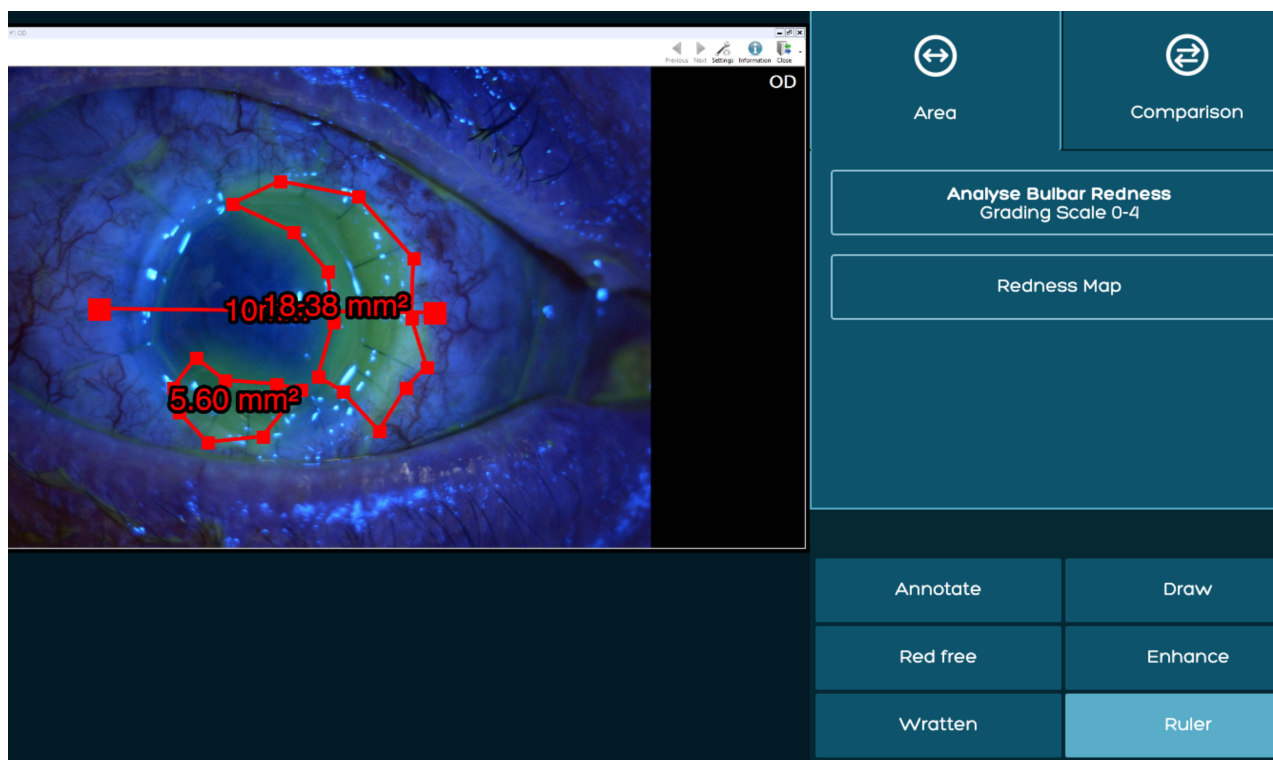 OD
Previous Next Settings Information Close
OD
18.38 mm²
5.60 mm²
Area
Comparison
Analyse Bulbar Redness
Grading Scale 0-4
Redness Map
Annotate
Draw
Red free
Enhance
Wratten
Ruler